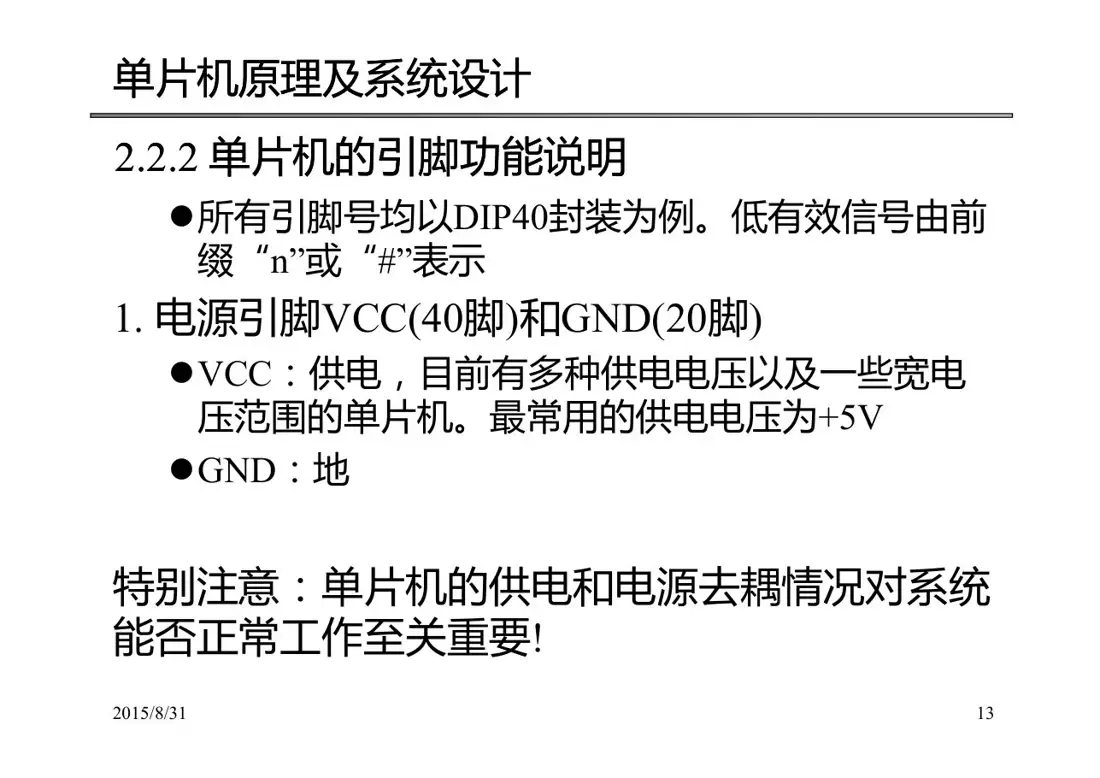 单片机原理及系统设计
2.2.2 单片机的引脚功能说明
●所有引脚号均以DIP40封装为例。低有效信号由前
缀“n”或“#”表示
1. 电源引脚VCC(40脚)和GND(20脚)
●VCC：供电，目前有多种供电电压以及一些宽电
压范围的单片机。最常用的供电电压为+5V
●GND：地
特别注意：单片机的供电和电源去耦情况对系统
能否正常工作至关重要!
2015/8/31
13